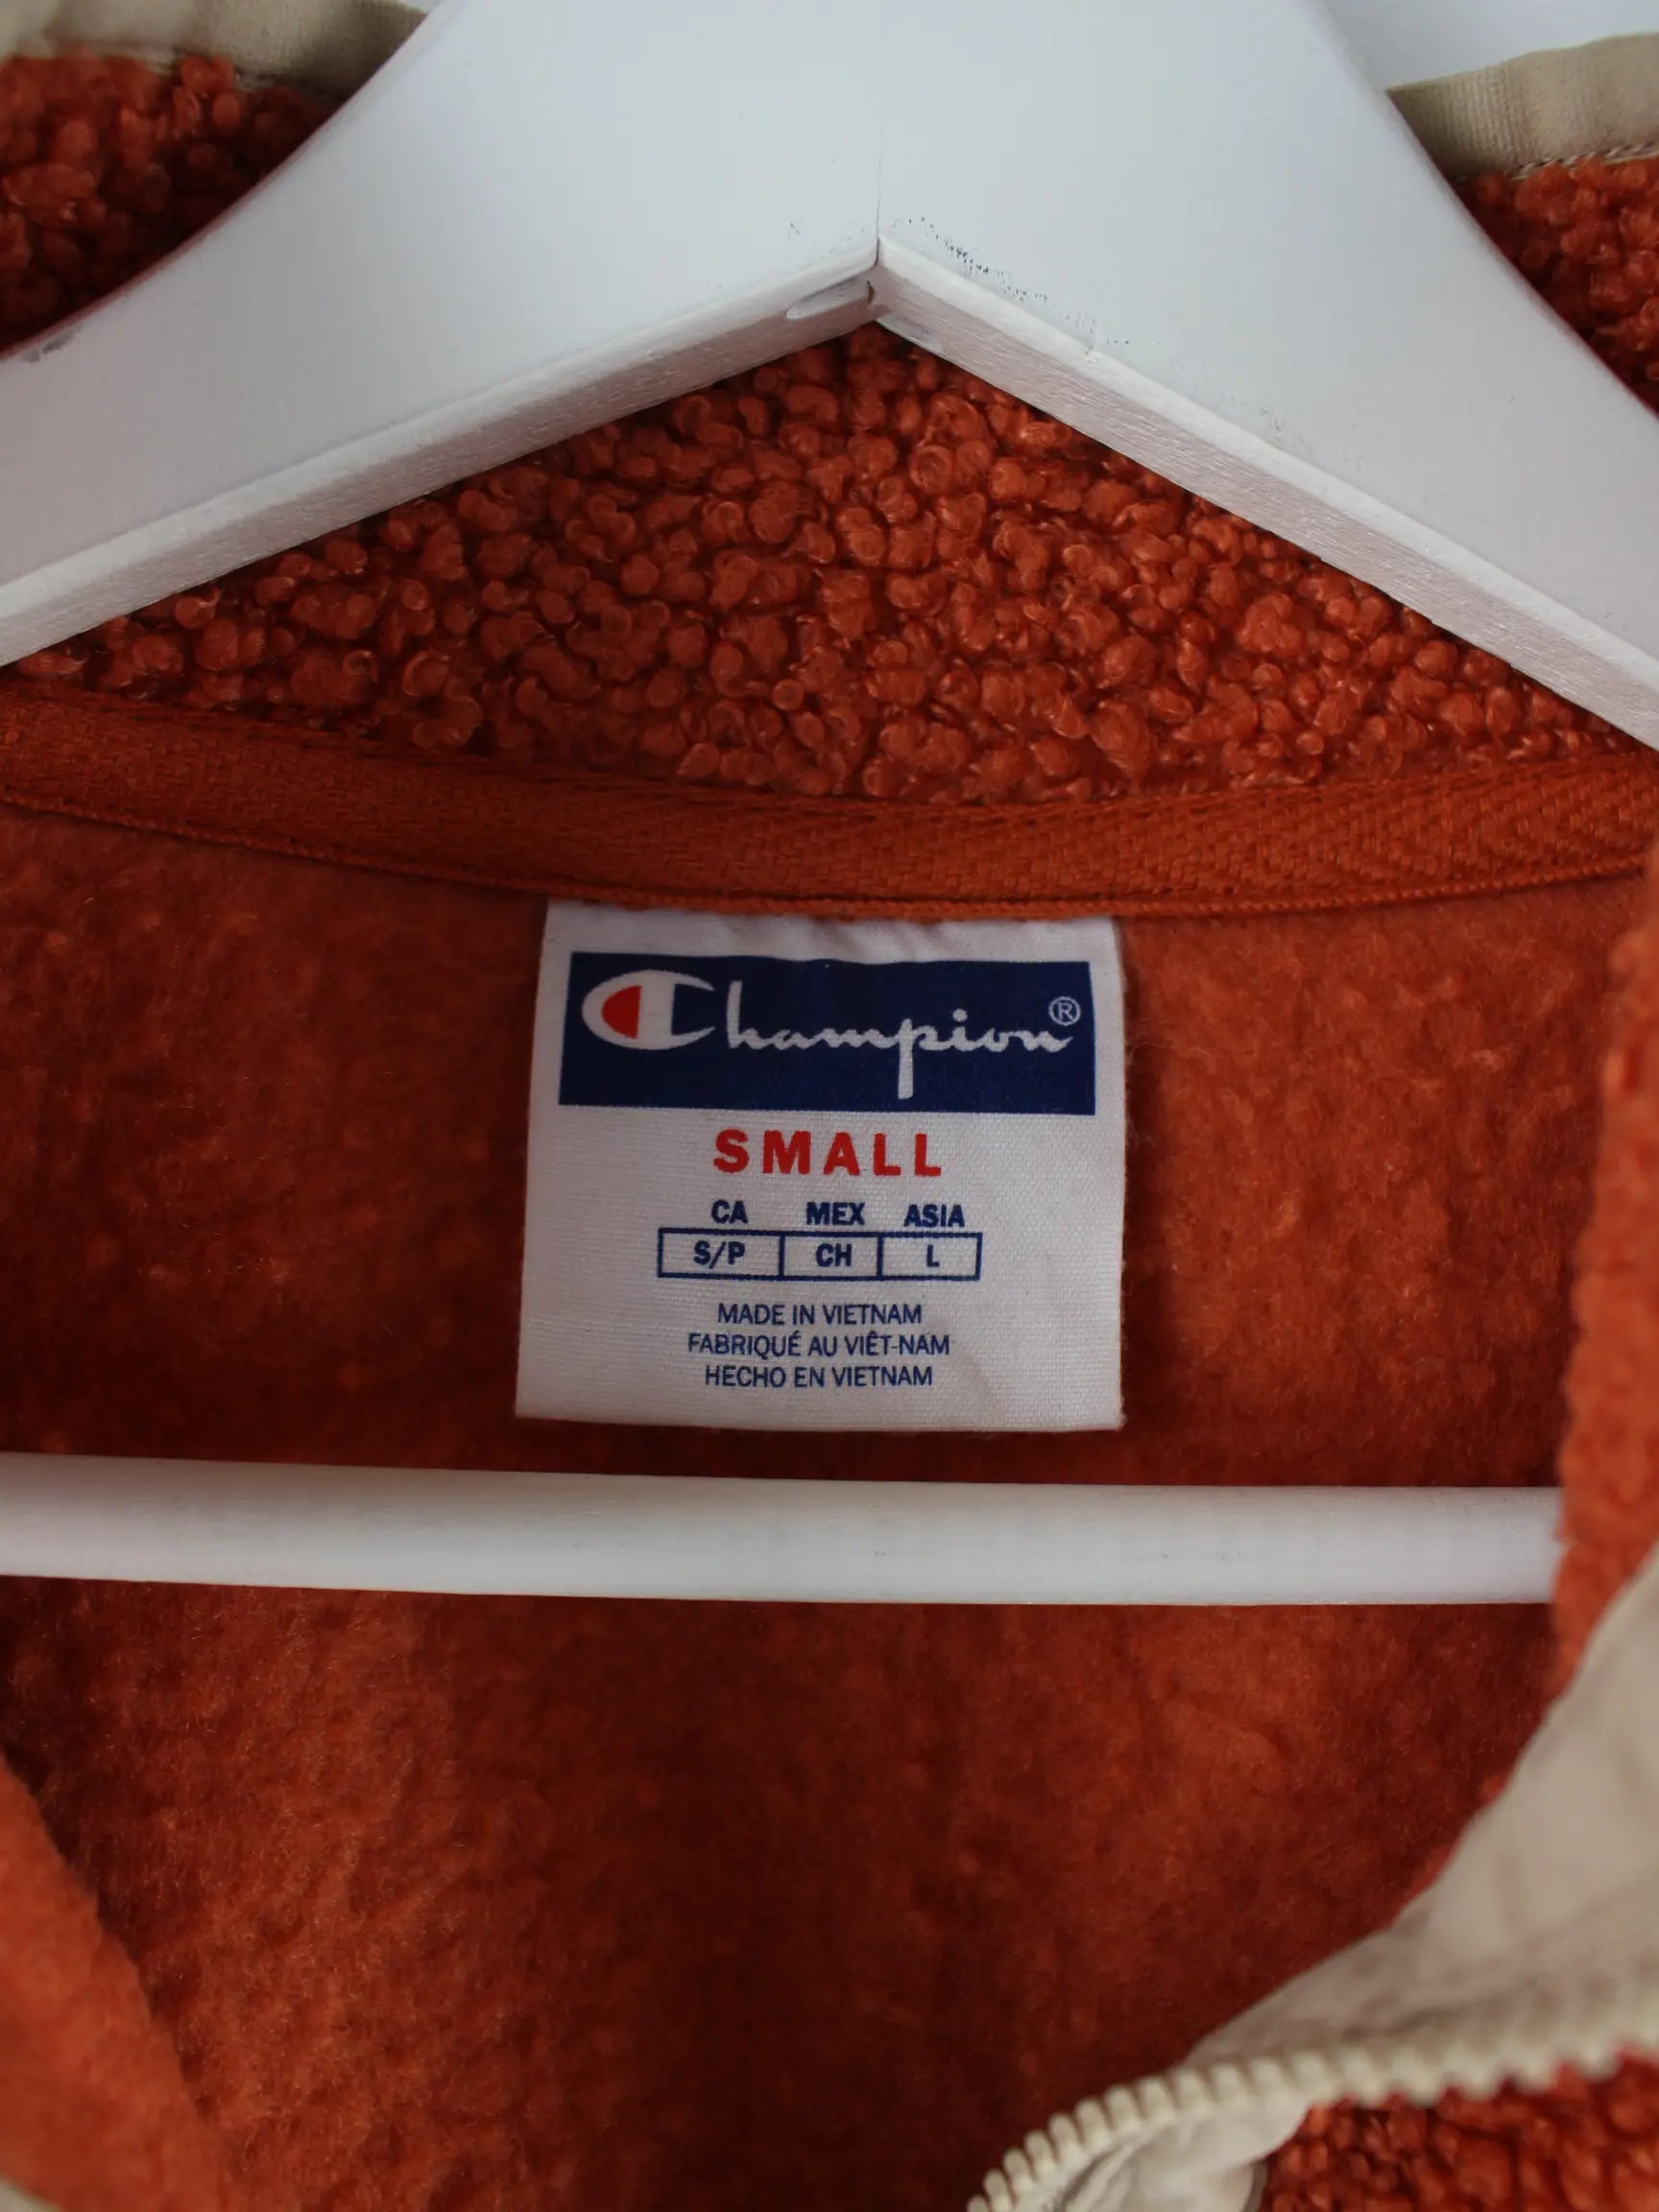 Champion®
SMALL
CA MEX ASIA
S/P CH L
MADE IN VIETNAM
FABRIQUÉ AU VIÊT-NAM
HECHO EN VIETNAM